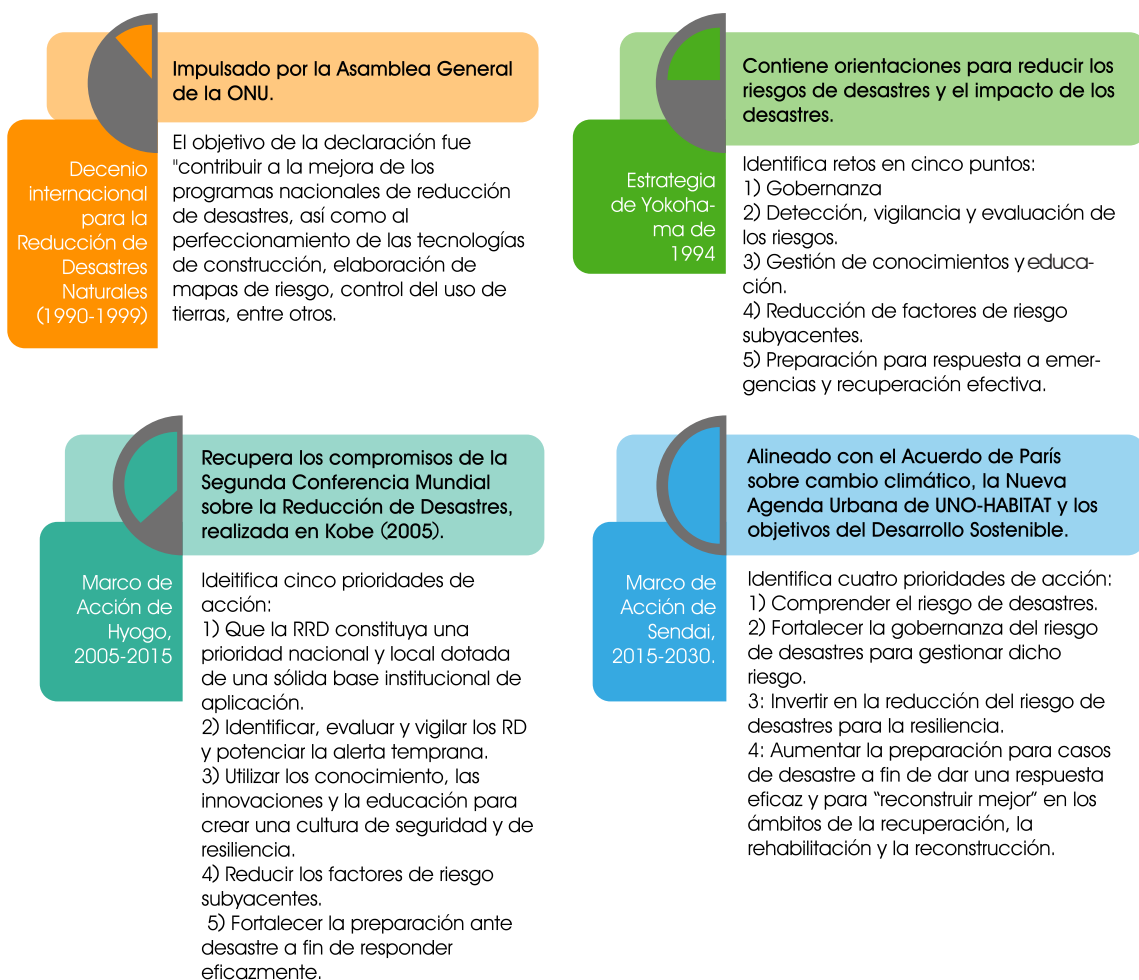 Impulsado por la Asamblea General
de la ONU.
Decenio
internacional
para la
Reducción de
Desastres
Naturales
(1990-1999)
El objetivo de la declaración fue
"contribuir a la mejora de los
programas nacionales de reducción
de desastres, así como al
perfeccionamiento de las tecnologías
de construcción, elaboración de
mapas de riesgo, control del uso de
tierras, entre otros.
Contiene orientaciones para reducir los
riesgos de desastres y el impacto de los
desastres.
Estrategia
de Yokoha-
ma de
1994
Identifica retos en cinco puntos:
1) Gobernanza
2) Detección, vigilancia y evaluación de
los riesgos.
3) Gestión de conocimientos y educa-
ción.
4) Reducción de factores de riesgo
subyacentes.
5) Preparación para respuesta a emer-
gencias y recuperación efectiva.
Recupera los compromisos de la
Segunda Conferencia Mundial
sobre la Reducción de Desastres,
realizada en Kobe (2005).
Marco de
Acción de
Hyogo,
2005-2015
Ideitifica cinco prioridades de
acción:
1) Que la RRD constituya una
prioridad nacional y local dotada
de una sólida base institucional de
aplicación.
2) Identificar, evaluar y vigilar los RD
y potenciar la alerta temprana.
3) Utilizar los conocimiento, las
innovaciones y la educación para
crear una cultura de seguridad y de
resiliencia.
4) Reducir los factores de riesgo
subyacentes.
5) Fortalecer la preparación ante
desastre a fin de responder
eficazmente.
Alineado con el Acuerdo de París
sobre cambio climático, la Nueva
Agenda Urbana de UNO-HABITAT y los
objetivos del Desarrollo Sostenible.
Marco de
Acción de
Sendai,
2015-2030.
Identifica cuatro prioridades de acción:
1) Comprender el riesgo de desastres.
2) Fortalecer la gobernanza del riesgo
de desastres para gestionar dicho
riesgo.
3: Invertir en la reducción del riesgo de
desastres para la resiliencia.
4: Aumentar la preparación para casos
de desastre a fin de dar una respuesta
eficaz y para “reconstruir mejor” en los
ámbitos de la recuperación, la
rehabilitación y la reconstrucción.